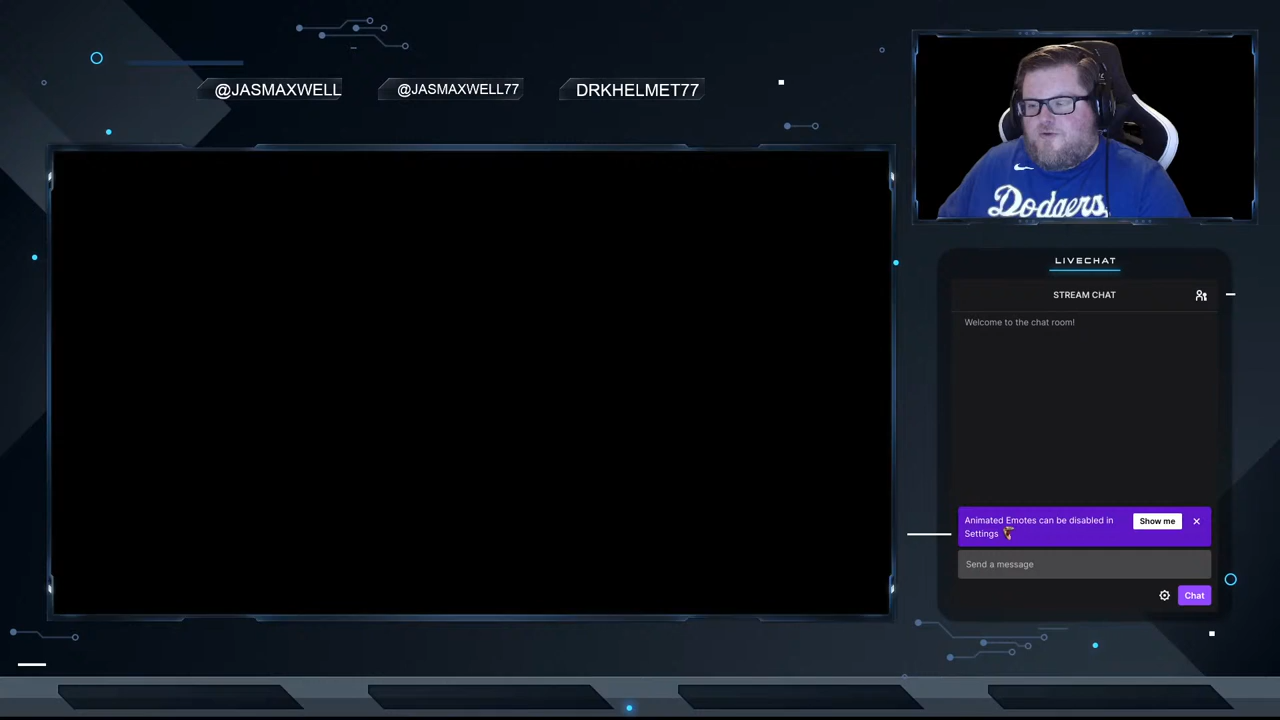 @JASMAXWELL
@JASMAXWELL77
DRKHELMET77
Dodgers
LIVECHAT
STREAM CHAT
Welcome to the chat room!
Animated Emotes can be disabled in
Settings
Show me
Send a message
Chat